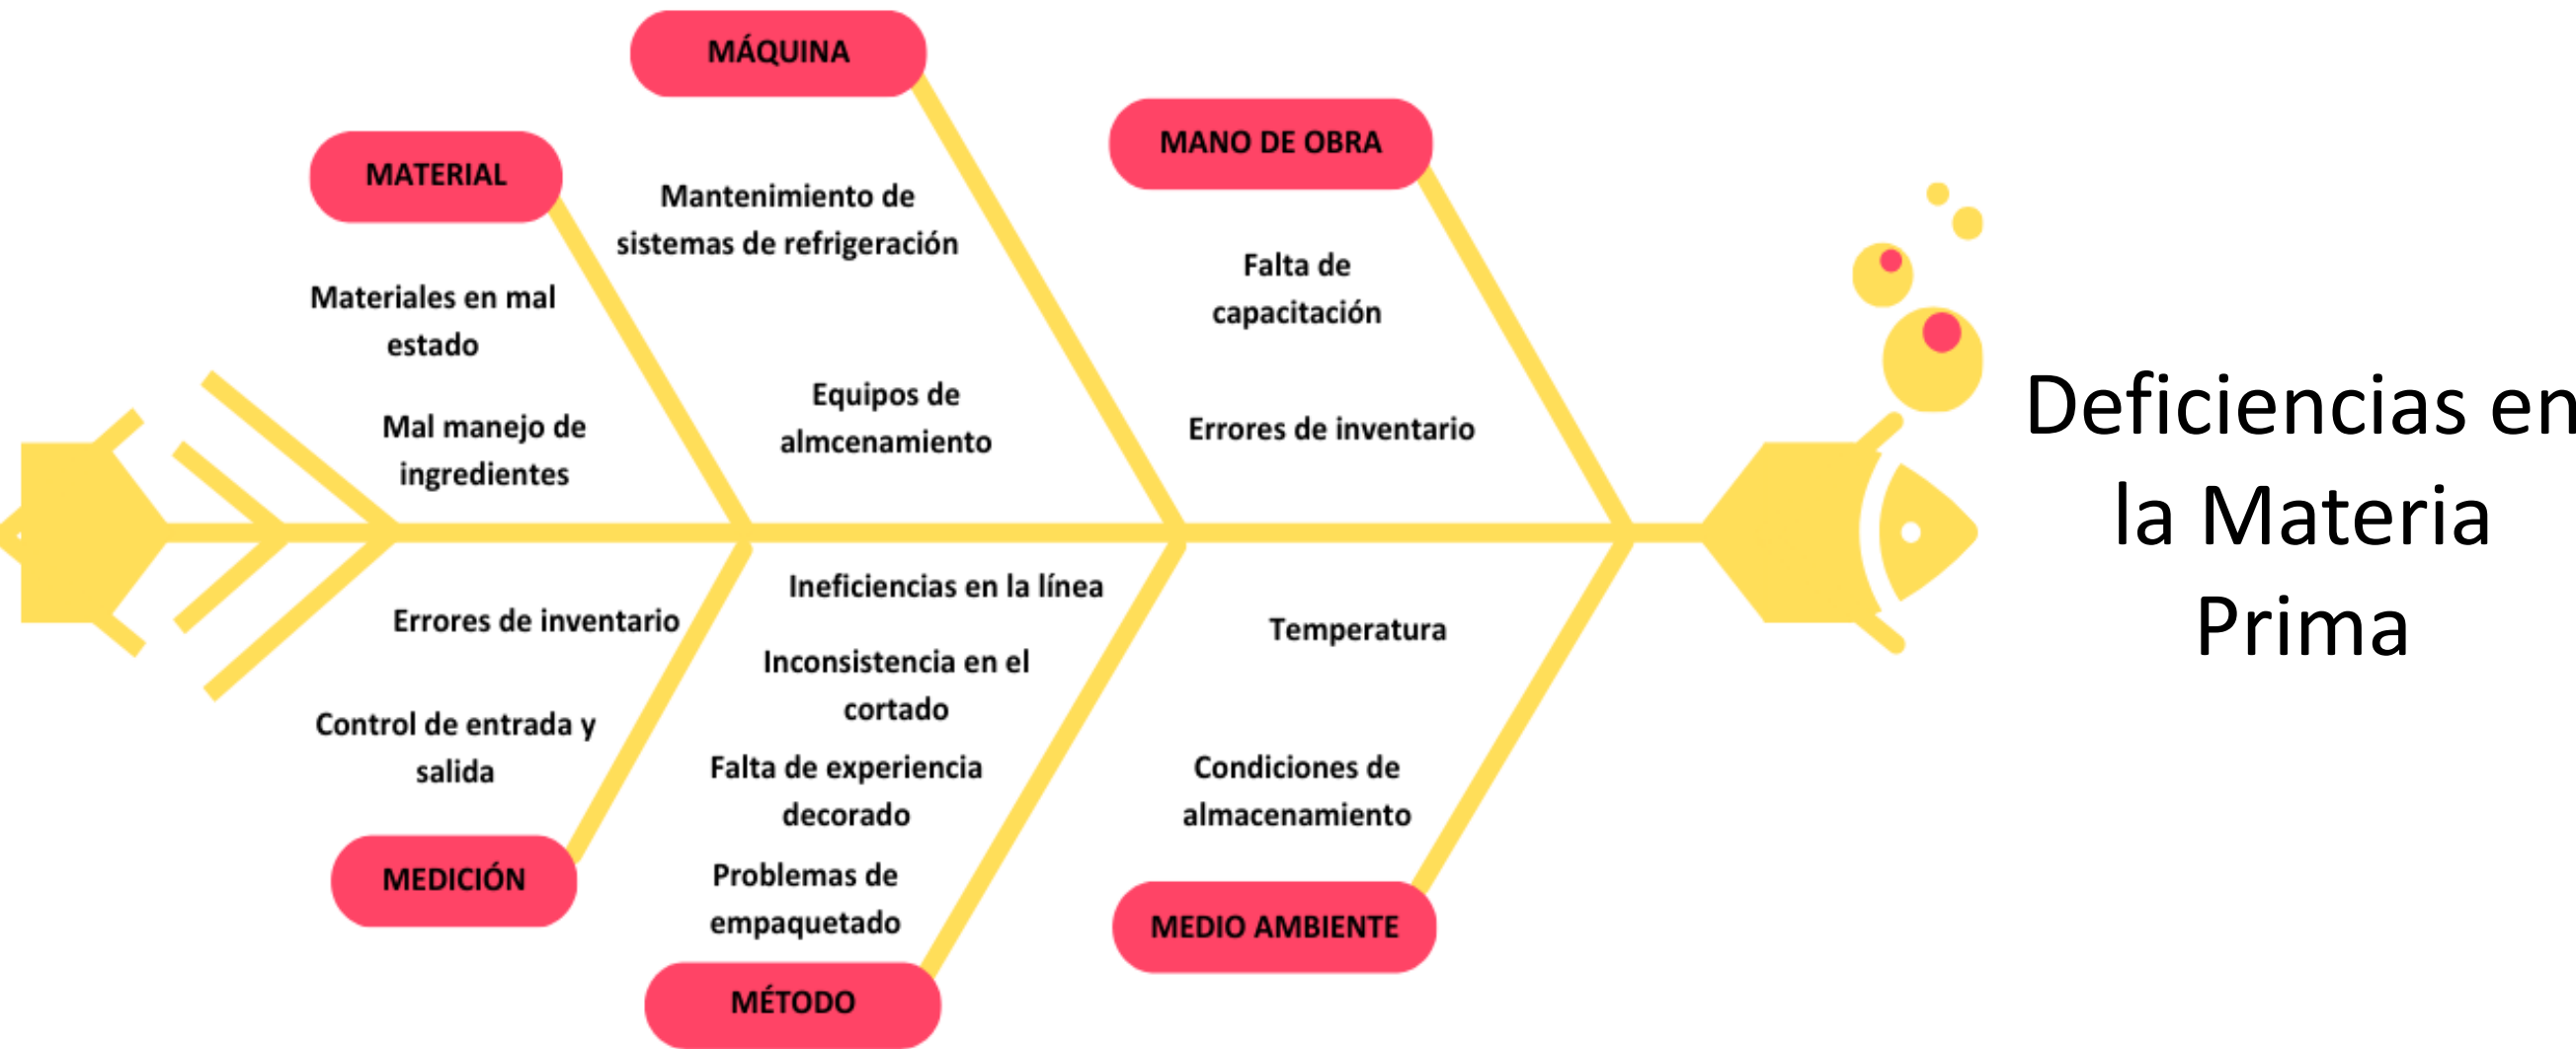 MÁQUINA
MANO DE OBRA
MATERIAL
Mantenimiento de
sistemas de refrigeración
Falta de
capacitación
Materiales en mal
estado
Equipos de
almcenamiento
Errores de inventario
Mal manejo de
ingredientes
Deficiencias en
la Materia
Prima
Errores de inventario
Control de entrada y
salida
MEDICIÓN
Ineficiencias en la línea
Inconsistencia en el
cortado
Falta de experiencia
decorado
Problemas de
empaquetado
MÉTODO
Temperatura
Condiciones de
almacenamiento
MEDIO AMBIENTE